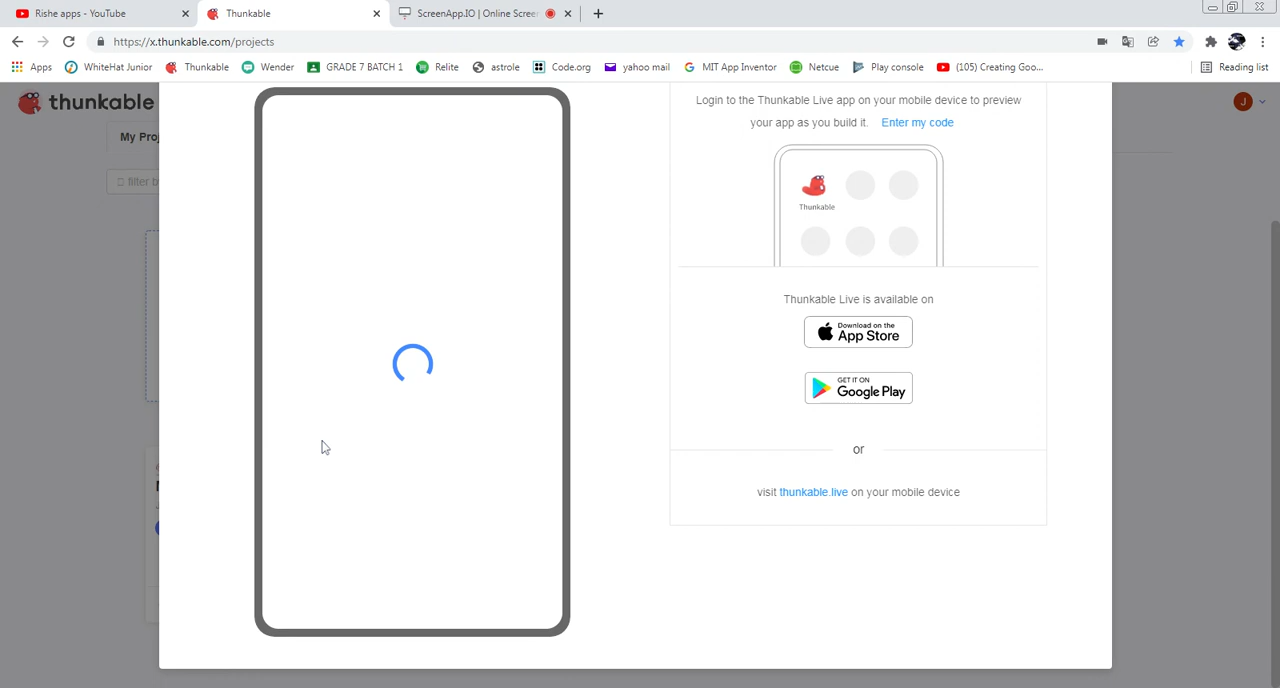 Rishe apps - YouTube
Thunkable
ScreenApp.IO | Online Scree
https://x.thunkable.com/projects
Apps
WhiteHat Junior
Thunkable
Wender
GRADE 7 BATCH 1
Relite
astrole
Code.org
yahoo mail
MIT App Inventor
Netcue
Play console
(105) Creating Goo...
Reading list
thunkable
J
My Proj
filter b
Login to the Thunkable Live app on your mobile device to preview
your app as you build it. Enter my code
Thunkable
Thunkable Live is available on
Download on the
App Store
GET IT ON
Google Play
or
visit thunkable.live on your mobile device